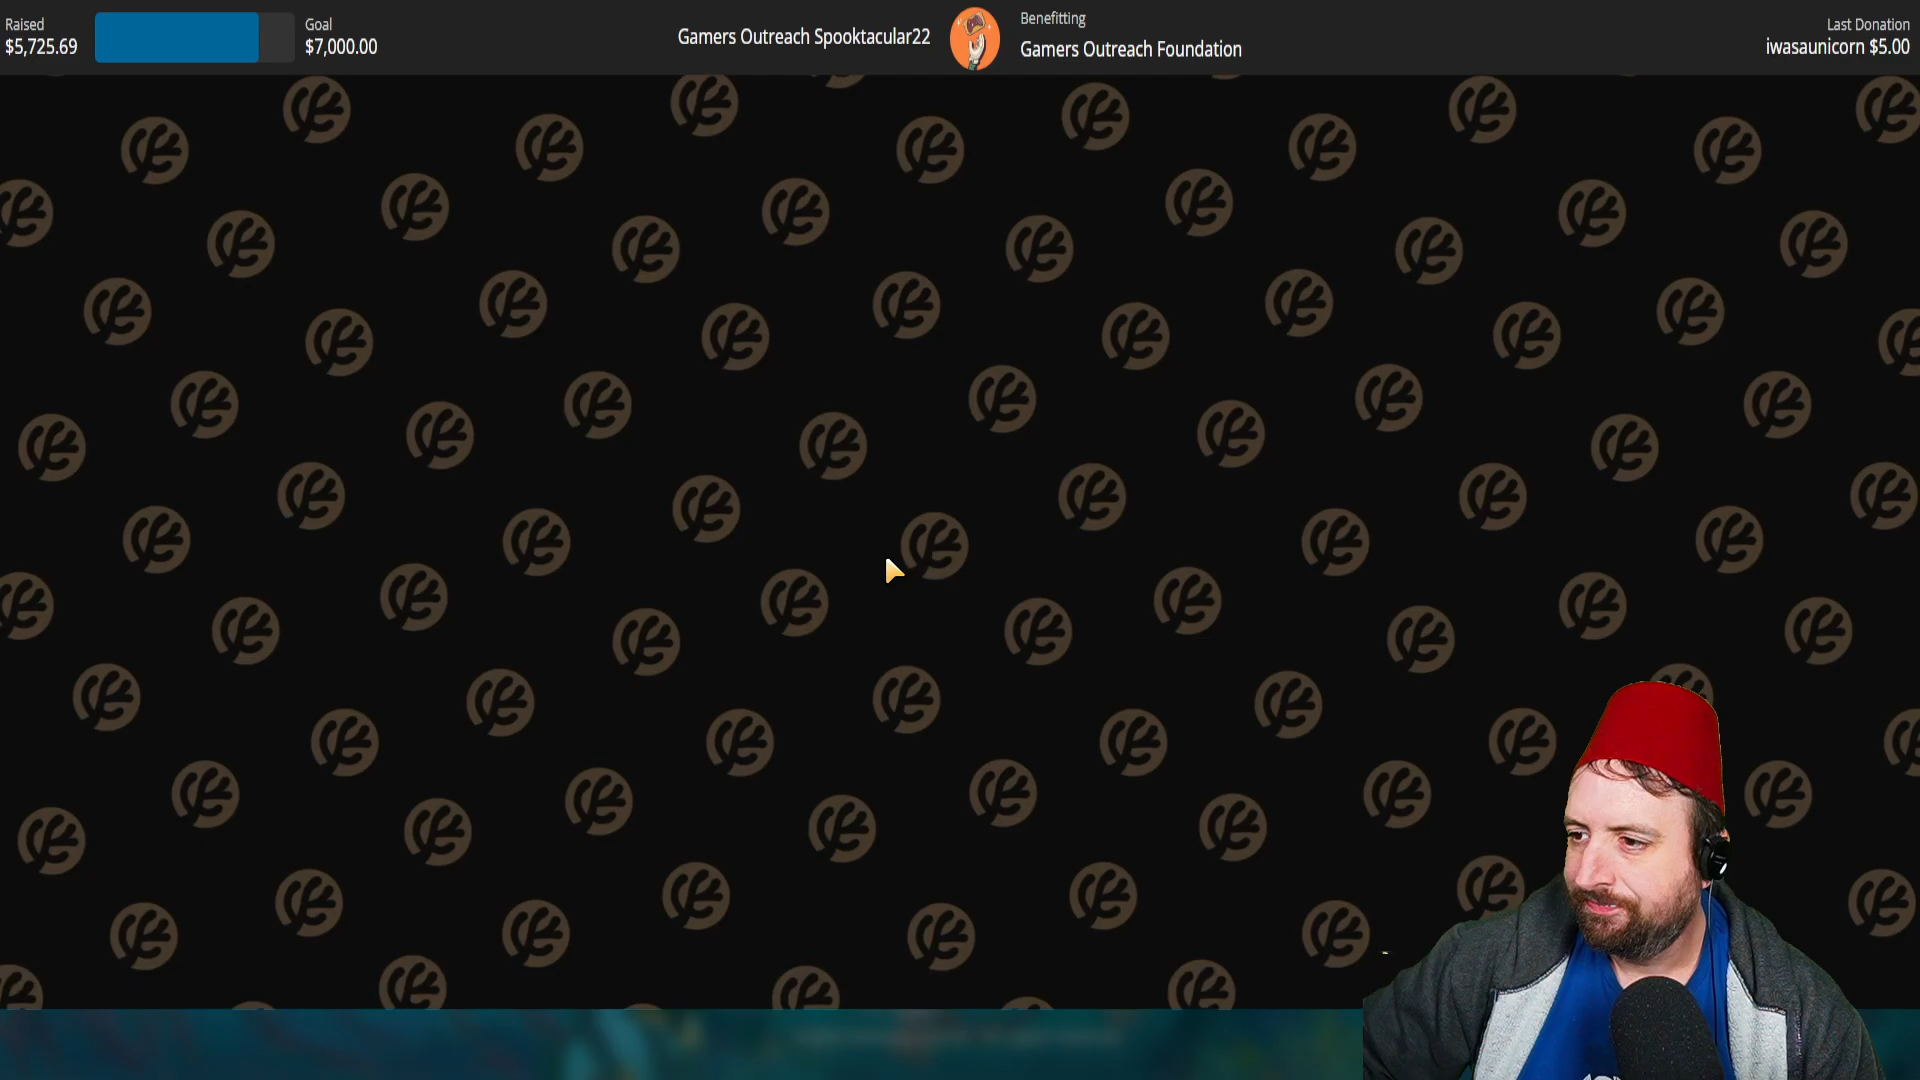 Raised
$5,725.69
Goal
$7,000.00
Gamers Outreach Spooktacular22
Benefitting
Gamers Outreach Foundation
Last Donation
iwasaunicorn $5.00